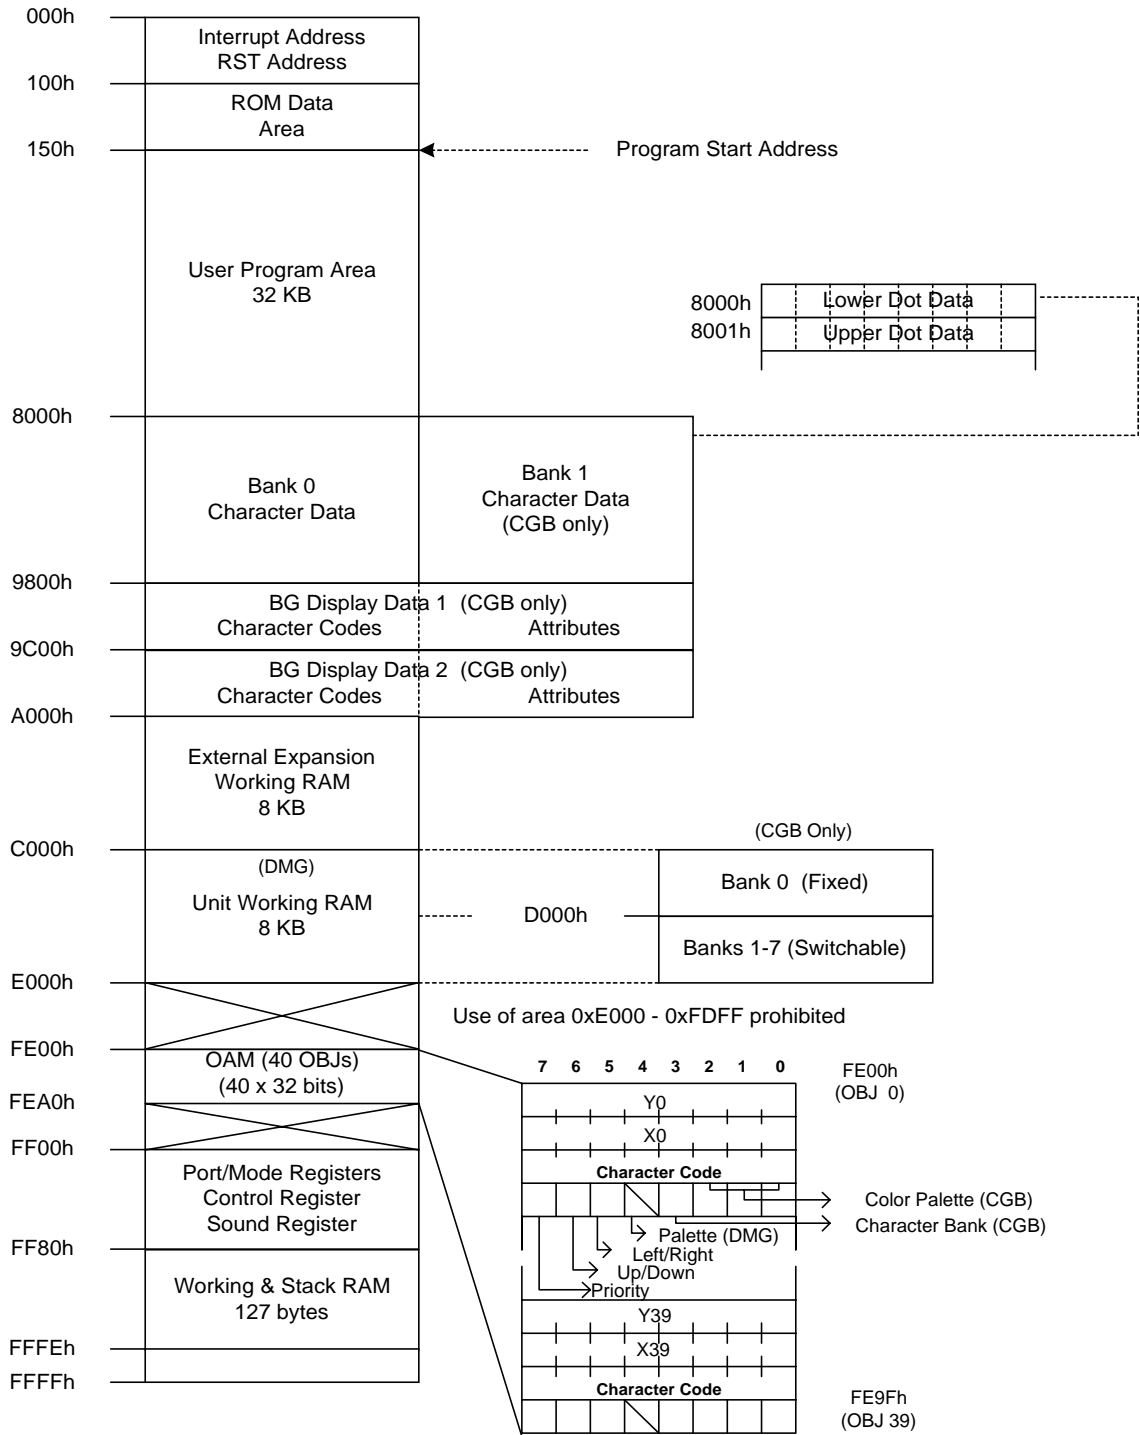 000h
Interrupt Address
RST Address
100h
ROM Data
Area
150h
Program Start Address
User Program Area
32 KB
8000h
Lower Dot Data
8001h
Upper Dot Data
8000h
Bank 0
Character Data
Bank 1
Character Data
(CGB only)
9800h
BG Display Data 1 (CGB only)
Character Codes Attributes
9C00h
BG Display Data 2 (CGB only)
Character Codes Attributes
A000h
External Expansion
Working RAM
8 KB
C000h
(DMG)
Unit Working RAM
8 KB
(CGB Only)
Bank 0 (Fixed)
D000h
Banks 1-7 (Switchable)
E000h
Use of area 0xE000 - 0xFDFF prohibited
FE00h
OAM (40 OBJs)
(40 x 32 bits)
FEA0h
FF00h
Port/Mode Registers
Control Register
Sound Register
FF80h
Working & Stack RAM
127 bytes
FFFEh
FFFFh
7 6 5 4 3 2 1 0
FE00h
(OBJ 0)
Y0
X0
Character Code
Color Palette (CGB)
Character Bank (CGB)
Palette (DMG)
Left/Right
Up/Down
Priority
Y39
X39
Character Code
FE9Fh
(OBJ 39)